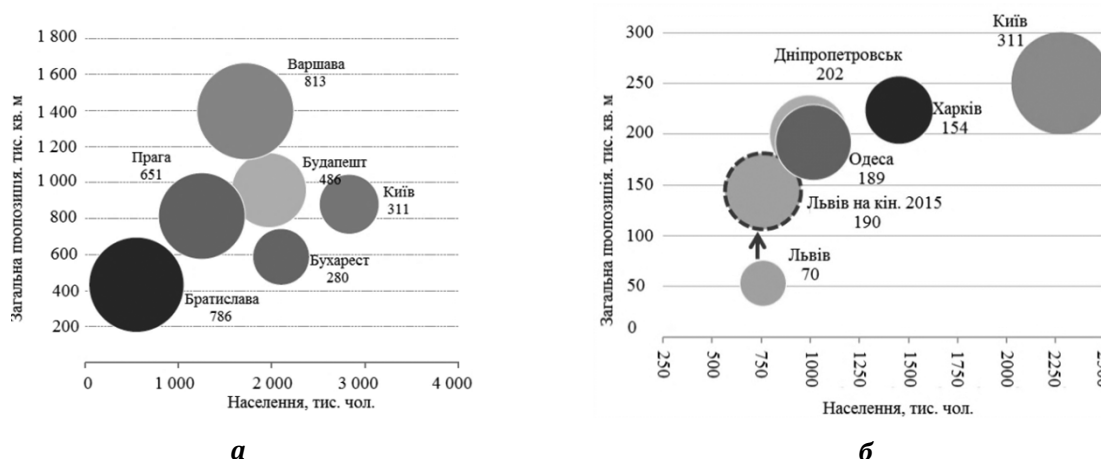 1 800
1 600
1 400
1 200
1 000
800
600
400
200
0
1 000
2 000
3 000
4 000
Загальна пропозиція. тис. кв. м
Населення, тис. чол.
Варшава
813
Прага
651
Будапешт
486
Київ
311
Бухарест
280
Братислава
786
а
300
250
200
150
100
50
0
250
500
750
1000
1250
1500
1750
2000
2250
Загальна пропозиція. тис. кв. м
Населення, тис. чол.
Київ
311
Дніпропетровськ
202
Харків
154
Одеса
189
Львів на кін. 2015
190
Львів
70
б